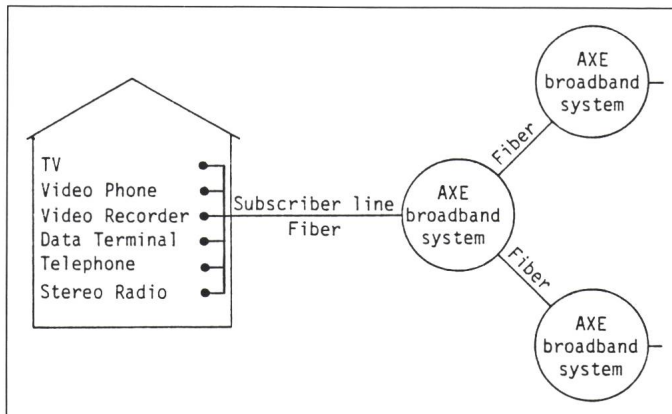 TV
Video Phone
Video Recorder
Data Terminal
Telephone
Stereo Radio
Subscriber line
Fiber
AXE
broadband
system
Fiber
AXE
broadband
system
Fiber
AXE
broadband
system